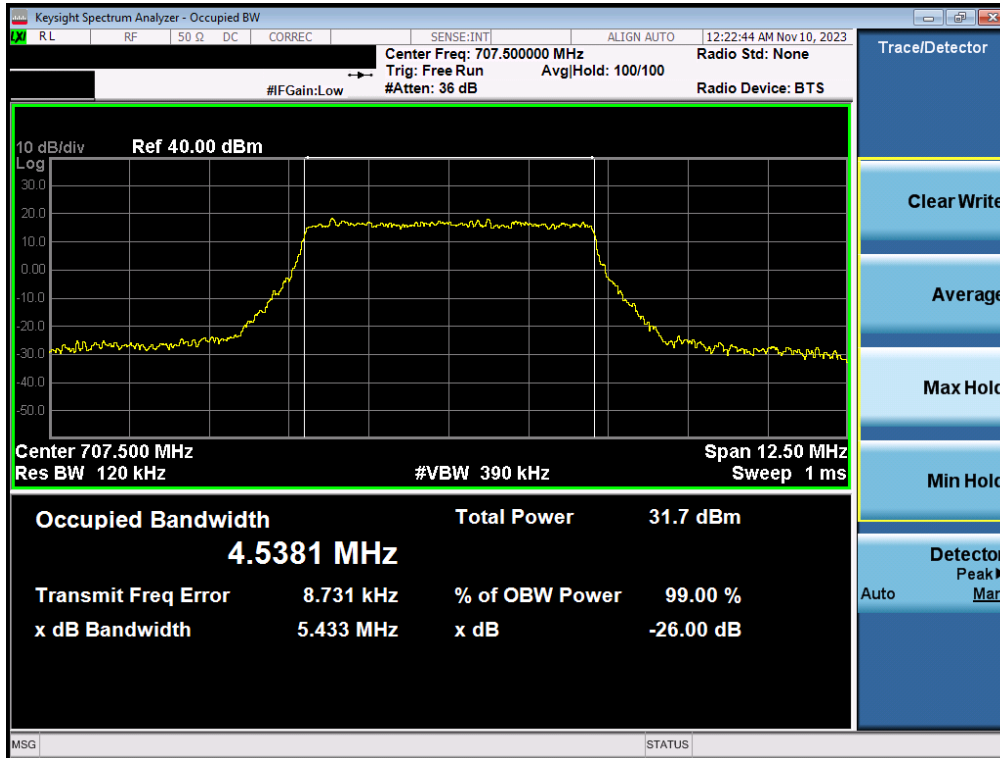 Keysight Spectrum Analyzer - Occupied BW
LXI RL RF 50 Ω DC CORREC SENSE:INT ALIGN AUTO 12:22:44 AM Nov 10, 2023
Center Freq: 707.500000 MHz Radio Std: None
Trig: Free Run Avg|Hold: 100/100
#IFGain:Low #Atten: 36 dB Radio Device: BTS
10 dB/div Ref 40.00 dBm
Log
30.0
20.0
10.0
0.00
-10.0
-20.0
-30.0
-40.0
-50.0
Center 707.500 MHz Span 12.50 MHz
Res BW 120 kHz #VBW 390 kHz Sweep 1 ms
Occupied Bandwidth Total Power 31.7 dBm
4.5381 MHz
Transmit Freq Error 8.731 kHz % of OBW Power 99.00 %
x dB Bandwidth 5.433 MHz x dB -26.00 dB
MSG STATUS
Trace/Detector
Clear Write
Average
Max Hold
Min Hold
Detector
Peak
Auto Man